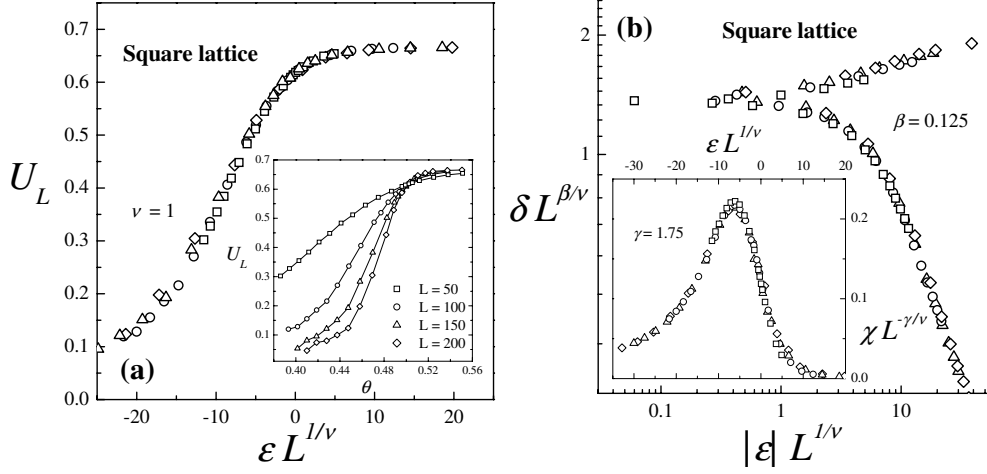 0.7
0.6
0.5
0.4
0.3
0.2
0.1
0.0
U_L
Square lattice
ν = 1
(a)
-20 -10 0 10 20
ε L^{1/ν}
0.7
0.6
0.5
0.4
0.3
0.2
0.1
U_L
L = 50
L = 100
L = 150
L = 200
0.40 0.44 0.48 0.52 0.56
θ
(b)
Square lattice
2
1
δ L^{β/ν}
β = 0.125
ε L^{1/ν}
-30 -20 -10 0 10 20
γ = 1.75
0.2
0.1
0.0
χ L^{-γ/ν}
0.1 1 10
|ε| L^{1/ν}